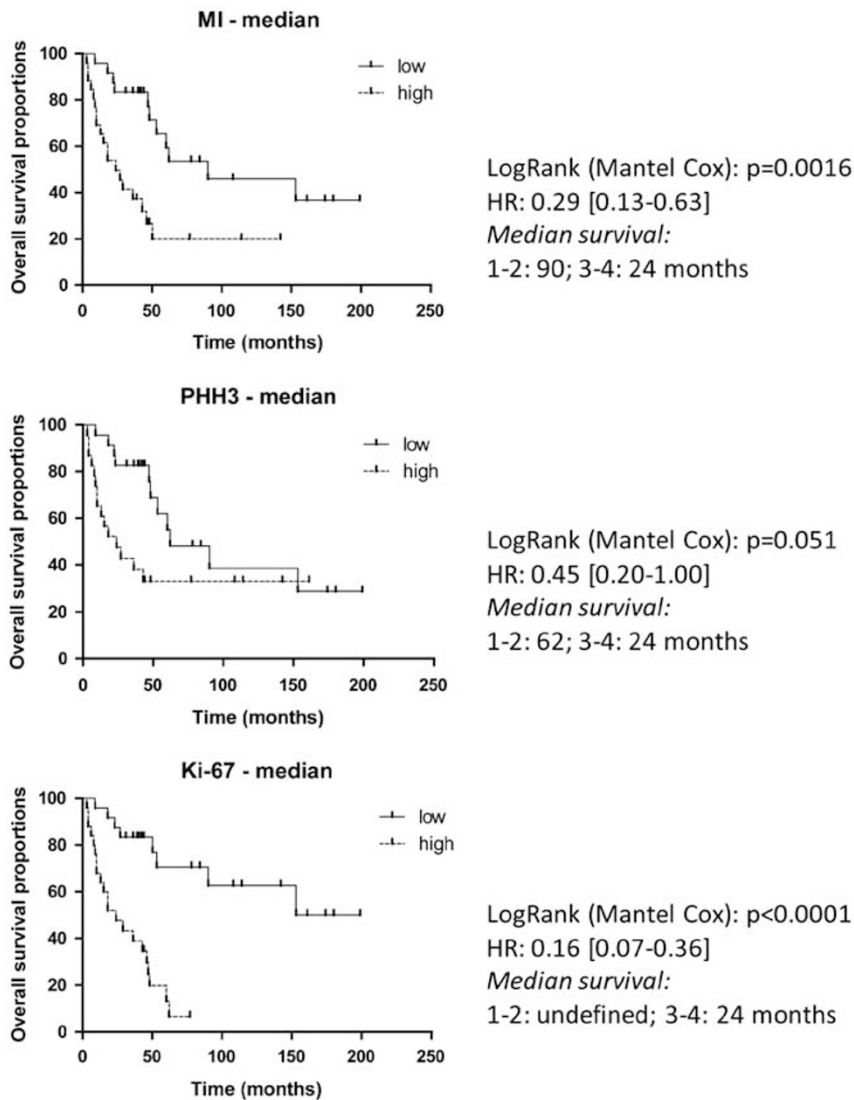 MI - median
Overall survival proportions
100
80
60
40
20
0
low
high
0 50 100 150 200 250
Time (months)
LogRank (Mantel Cox): p=0.0016
HR: 0.29 [0.13-0.63]
Median survival:
1-2: 90; 3-4: 24 months
PHH3 - median
Overall survival proportions
100
80
60
40
20
0
low
high
0 50 100 150 200 250
Time (months)
LogRank (Mantel Cox): p=0.051
HR: 0.45 [0.20-1.00]
Median survival:
1-2: 62; 3-4: 24 months
Ki-67 - median
Overall survival proportions
100
80
60
40
20
0
low
high
0 50 100 150 200 250
Time (months)
LogRank (Mantel Cox): p<0.0001
HR: 0.16 [0.07-0.36]
Median survival:
1-2: undefined; 3-4: 24 months